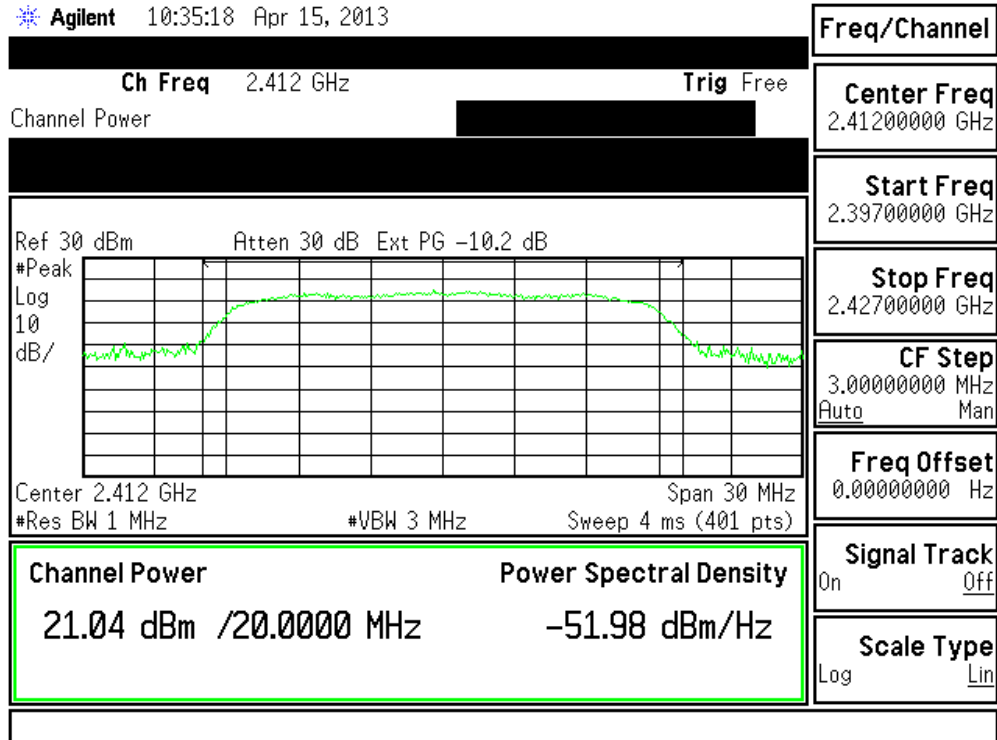 Agilent 10:35:18 Apr 15, 2013
Ch Freq 2.412 GHz Trig Free
Channel Power
Ref 30 dBm Atten 30 dB Ext PG -10.2 dB
#Peak
Log
10
dB/
Center 2.412 GHz Span 30 MHz
#Res BW 1 MHz #VBW 3 MHz Sweep 4 ms (401 pts)
Channel Power Power Spectral Density
21.04 dBm /20.0000 MHz -51.98 dBm/Hz
Freq/Channel
Center Freq
2.41200000 GHz
Start Freq
2.39700000 GHz
Stop Freq
2.42700000 GHz
CF Step
3.00000000 MHz
Auto Man
Freq Offset
0.00000000 Hz
Signal Track
On Off
Scale Type
Log Lin